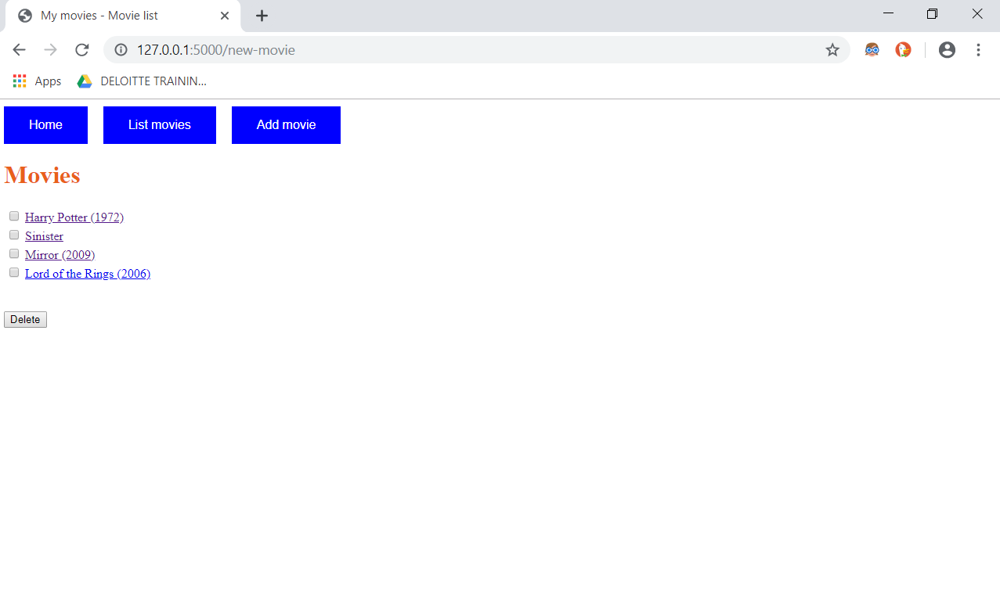 My movies - Movie list
127.0.0.1:5000/new-movie
Apps DELOITTE TRAININ...
Home List movies Add movie
Movies
Harry Potter (1972)
Sinister
Mirror (2009)
Lord of the Rings (2006)
Delete